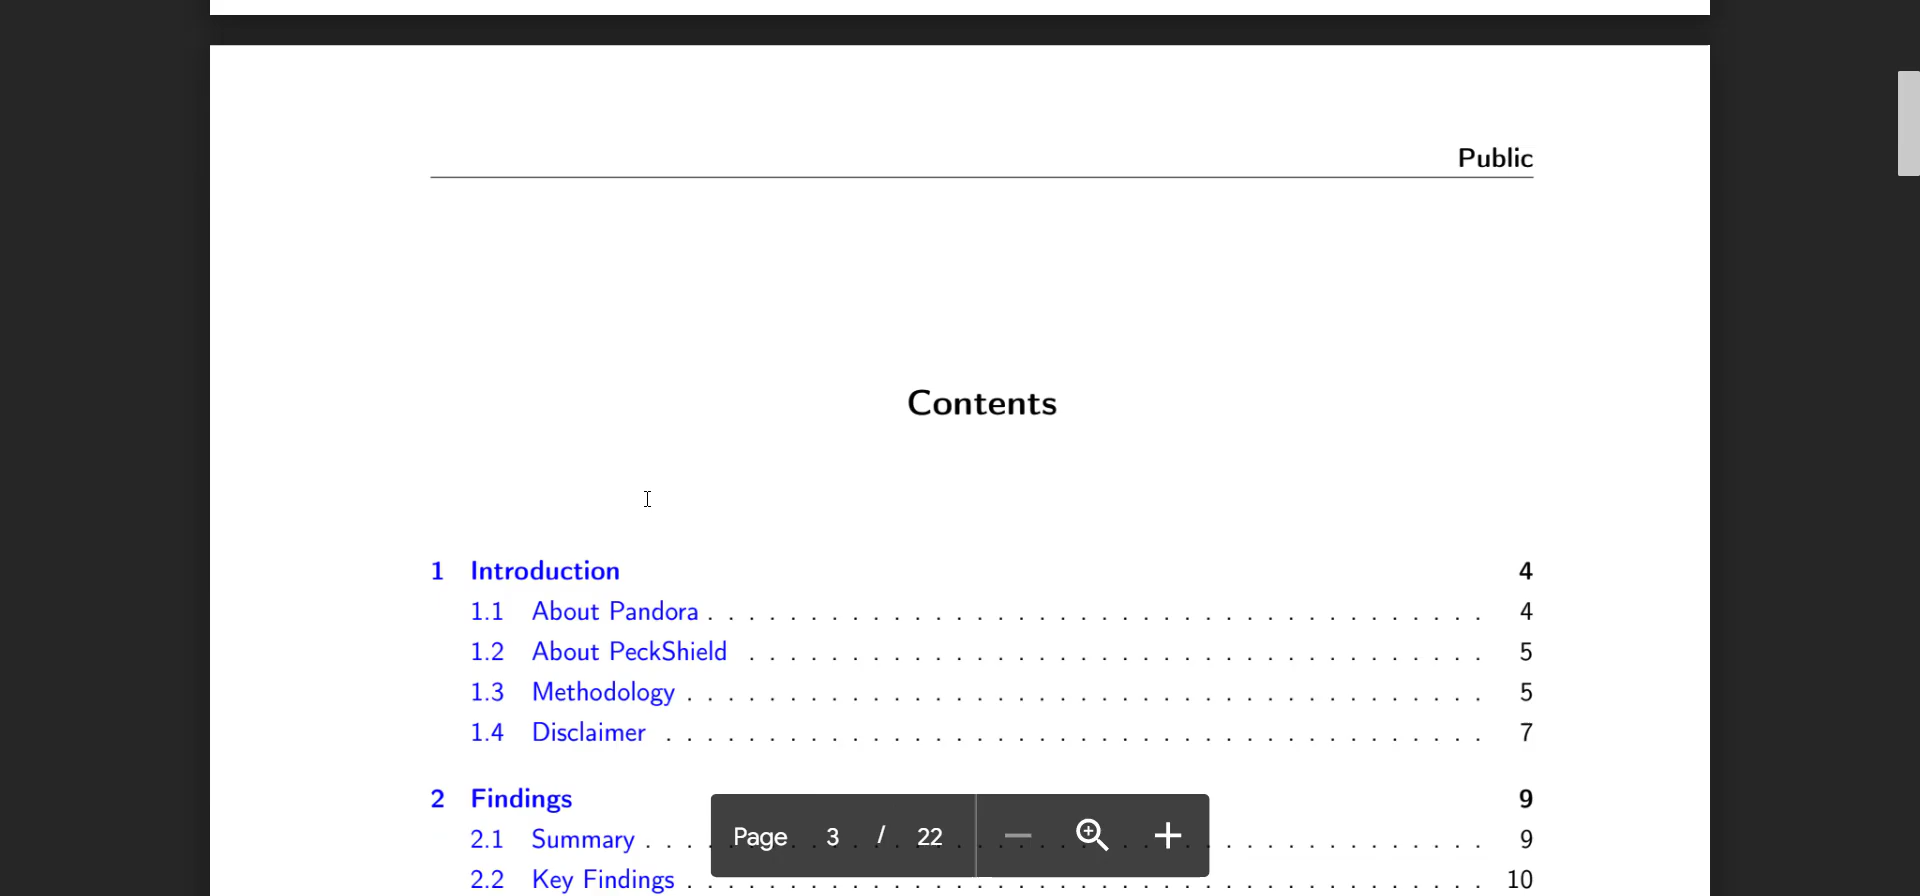 Public
Contents
1 Introduction 4
1.1 About Pandora . . . . . . . . . . . . . . . . . . . . . . . . . . . . . . . . . . . . . . 4
1.2 About PeckShield . . . . . . . . . . . . . . . . . . . . . . . . . . . . . . . . . . . . 5
1.3 Methodology . . . . . . . . . . . . . . . . . . . . . . . . . . . . . . . . . . . . . . . 5
1.4 Disclaimer . . . . . . . . . . . . . . . . . . . . . . . . . . . . . . . . . . . . . . . . 7
2 Findings 9
2.1 Summary . . . . . . . . . . . . . . . . . . 9
2.2 Key Findings . . . . . . . . . . . . . . . . . . . . . . . . . . . . . . . . . . . . . . . 10
Page 3 / 22